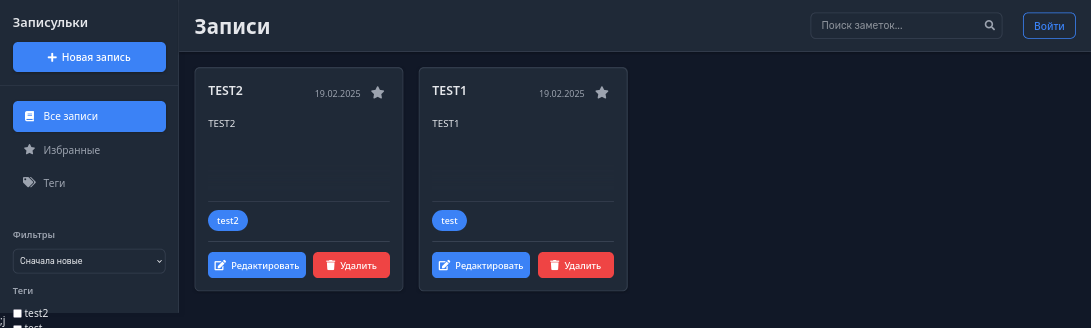 Записульки
Новая запись
Все записи
Избранные
Теги
Фильтры
Сначала новые
Теги
test2
test
Записи
Поиск заметок...
Войти
TEST2
19.02.2025
TEST2
test2
Редактировать
Удалить
TEST1
19.02.2025
TEST1
test
Редактировать
Удалить